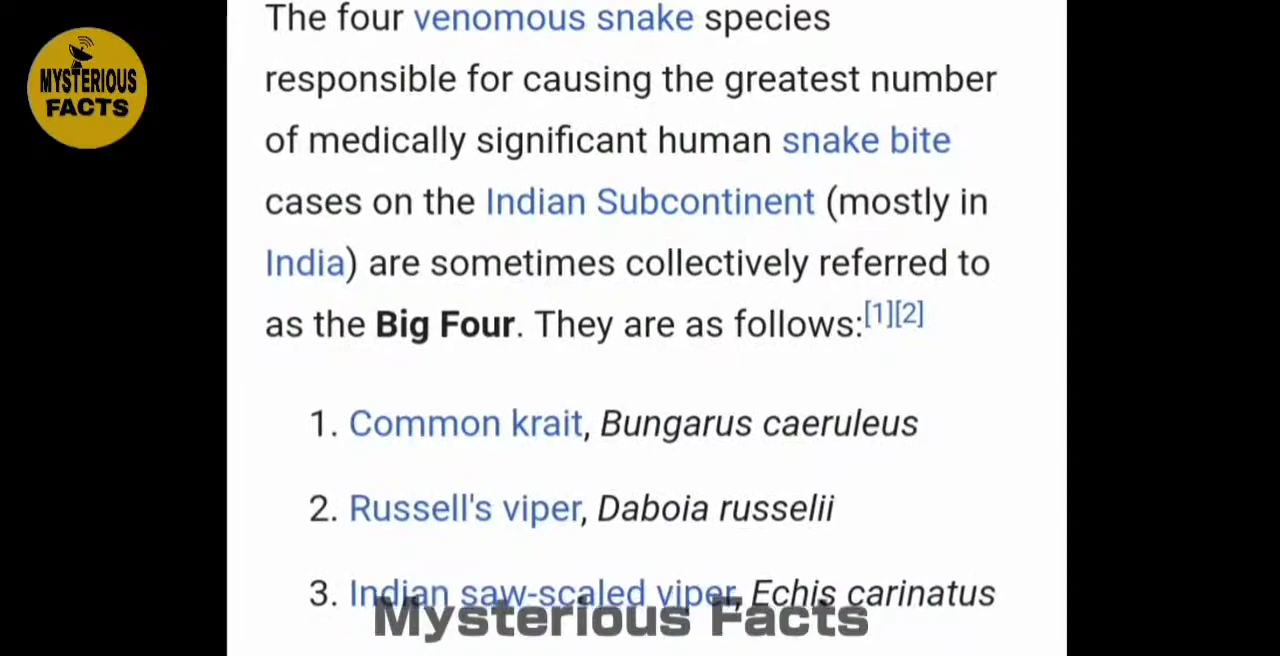 MYSTERIOUS
FACTS
The four venomous snake species
responsible for causing the greatest number
of medically significant human snake bite
cases on the Indian Subcontinent (mostly in
India) are sometimes collectively referred to
as the Big Four. They are as follows:[1][2]
1. Common krait, Bungarus caeruleus
2. Russell's viper, Daboia russelii
3. Indian saw-scaled viper, Echis carinatus
Mysterious Facts